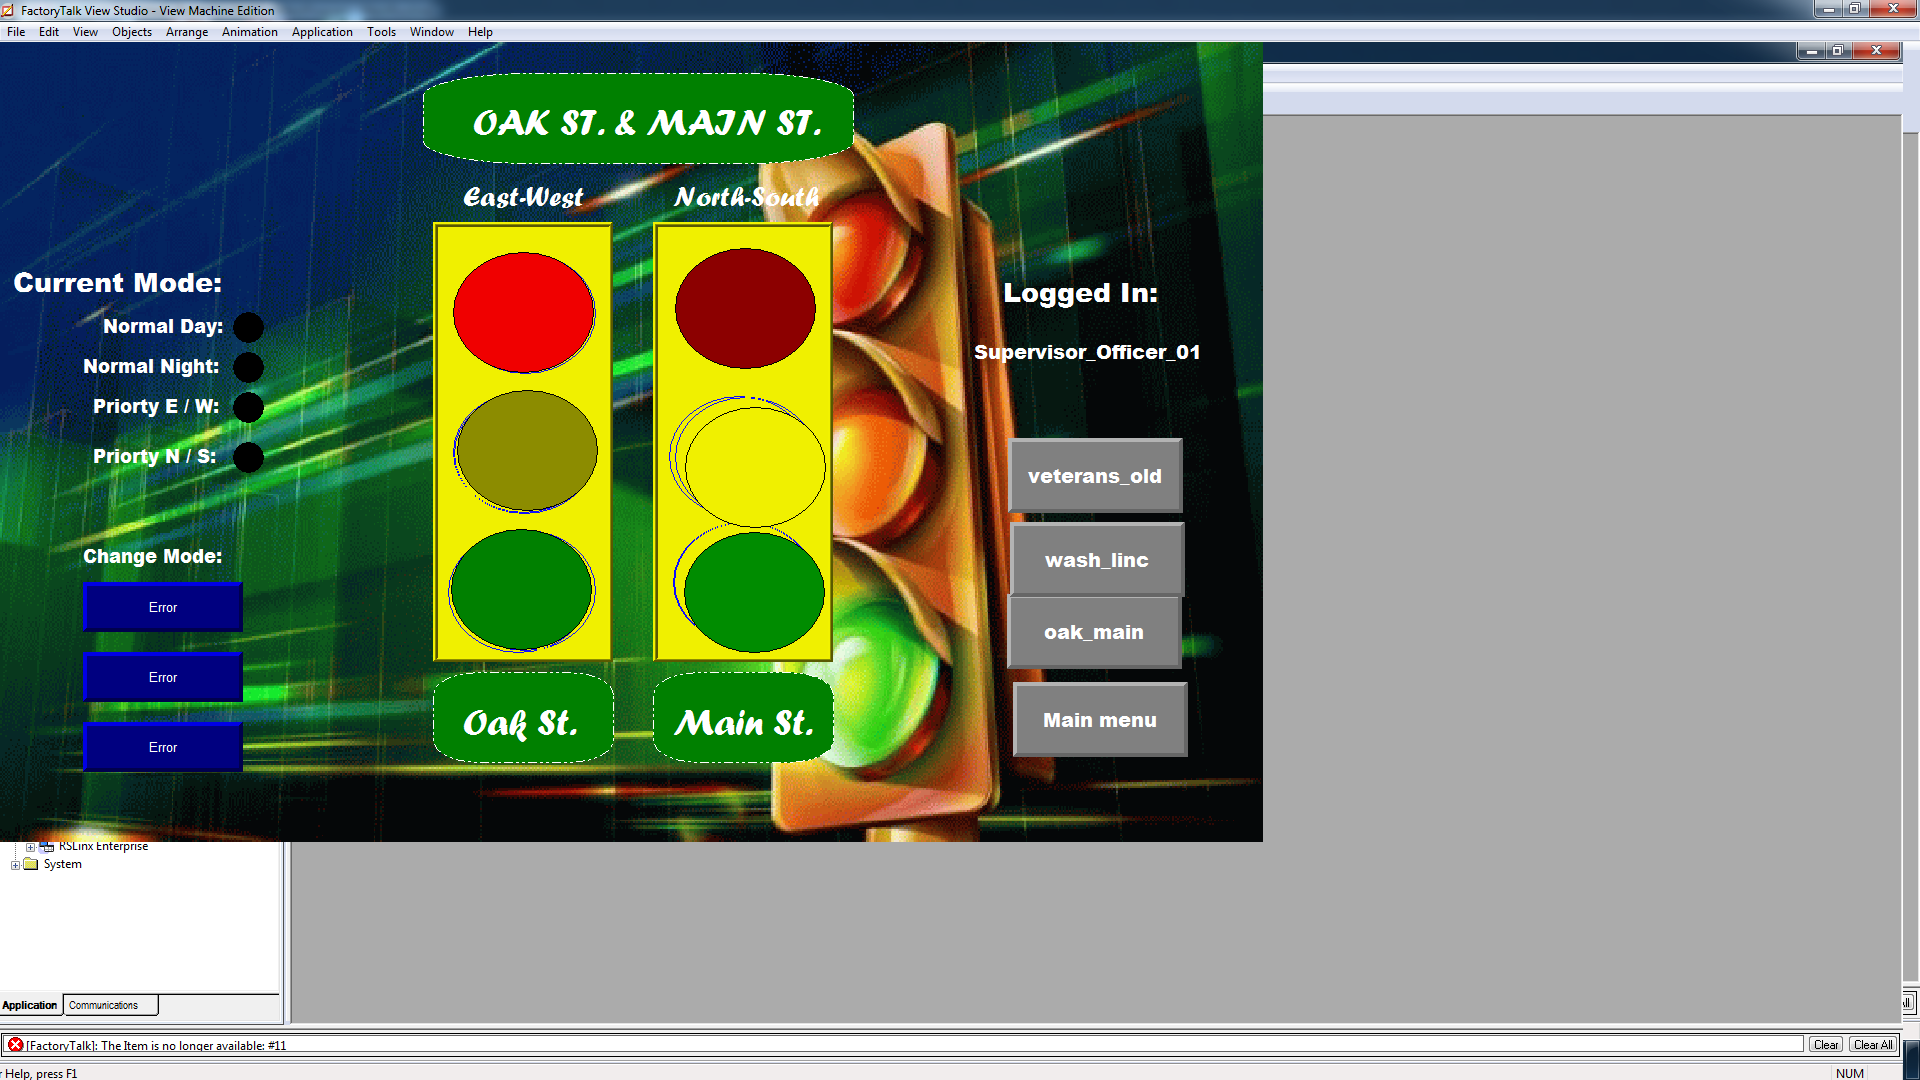 FactoryTalk View Studio - View Machine Edition
File Edit View Objects Arrange Animation Application Tools Window Help
OAK ST. & MAIN ST.
East-West North-South
Current Mode:
Normal Day:
Normal Night:
Priorty E / W:
Priorty N / S:
Change Mode:
Error
Error
Error
Oak St. Main St.
Logged In:
Supervisor_Officer_01
veterans_old
wash_linc
oak_main
Main menu
RSLinx Enterprise
System
Application Communications
[FactoryTalk]: The Item is no longer available: #11
Clear Clear All
Help, press F1
NUM